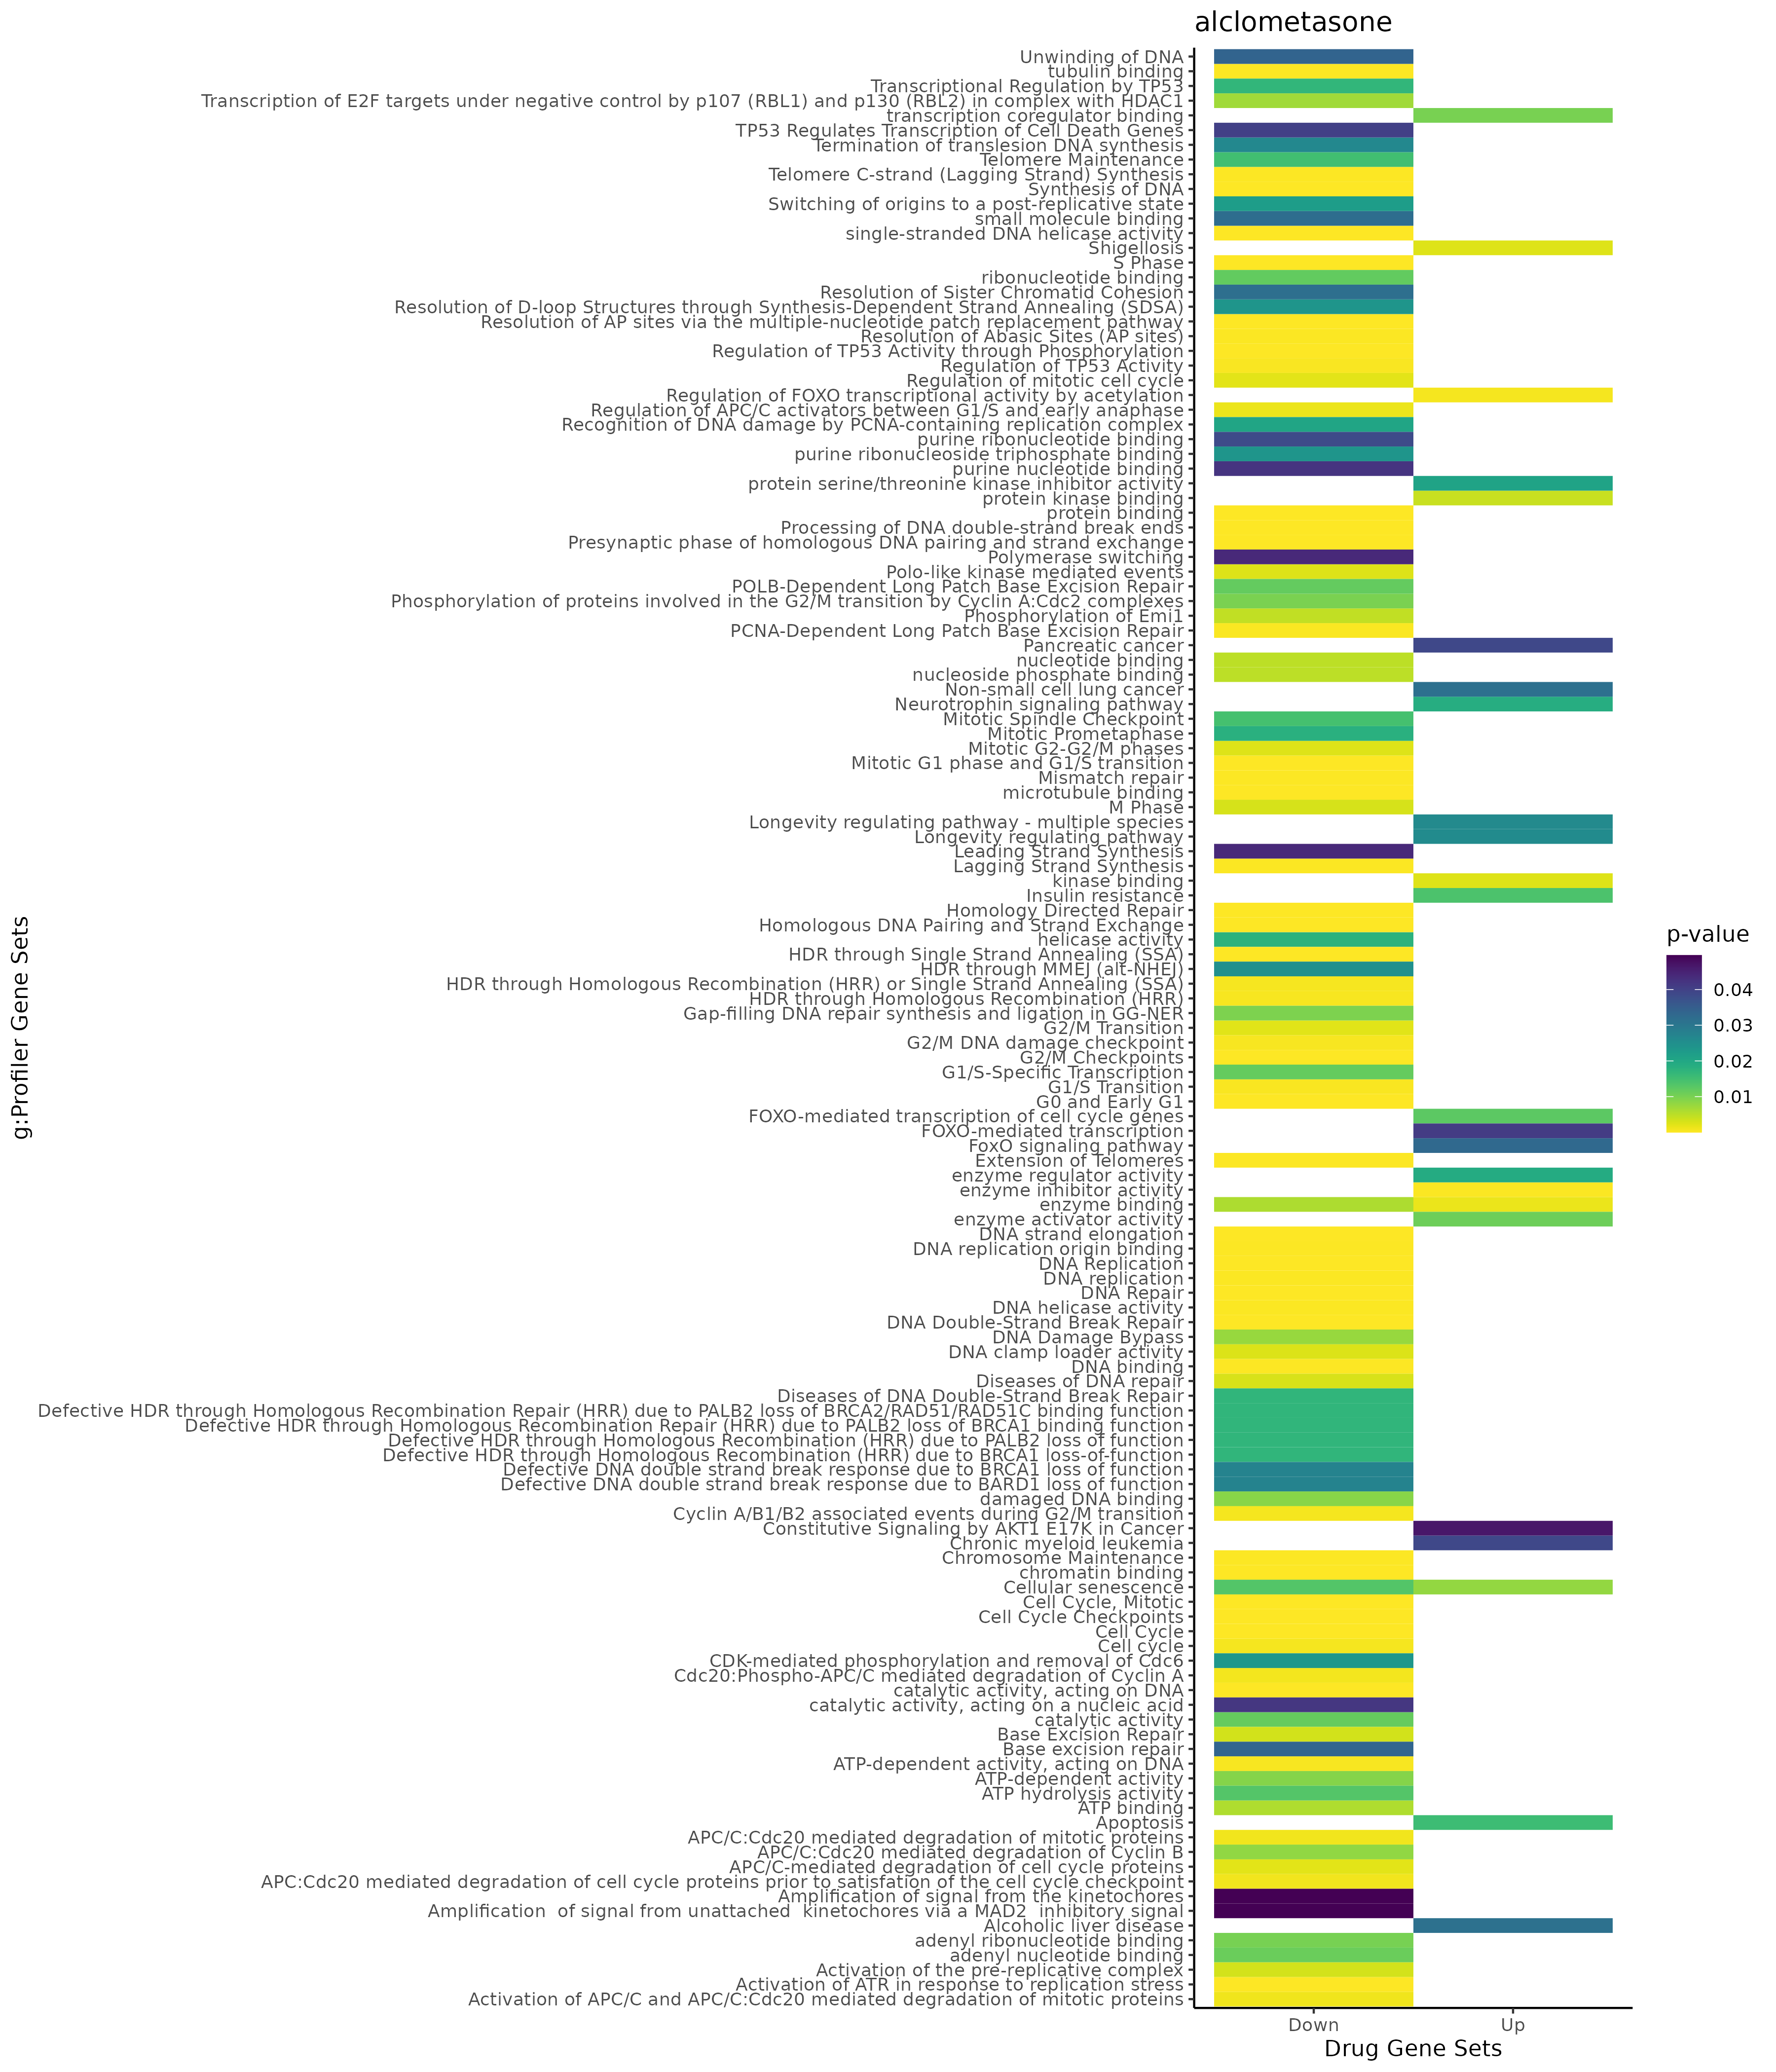 alclometasone
Unwinding of DNA
tubulin binding
Transcriptional Regulation by TP53
Transcription of E2F targets under negative control by p107 (RBL1) and p130 (RBL2) in complex with HDAC1
transcription coregulator binding
TP53 Regulates Transcription of Cell Death Genes
Termination of translesion DNA synthesis
Telomere Maintenance
Telomere C-strand (Lagging Strand) Synthesis
Synthesis of DNA
Switching of origins to a post-replicative state
small molecule binding
single-stranded DNA helicase activity
Shigellosis
S Phase
ribonucleotide binding
Resolution of Sister Chromatid Cohesion
Resolution of D-loop Structures through Synthesis-Dependent Strand Annealing (SDSA)
Resolution of AP sites via the multiple-nucleotide patch replacement pathway
Resolution of Abasic Sites (AP sites)
Regulation of TP53 Activity through Phosphorylation
Regulation of TP53 Activity
Regulation of mitotic cell cycle
Regulation of FOXO transcriptional activity by acetylation
Regulation of APC/C activators between G1/S and early anaphase
Recognition of DNA damage by PCNA-containing replication complex
purine ribonucleotide binding
purine ribonucleoside triphosphate binding
purine nucleotide binding
protein serine/threonine kinase inhibitor activity
protein kinase binding
protein binding
Processing of DNA double-strand break ends
Presynaptic phase of homologous DNA pairing and strand exchange
Polymerase switching
Polo-like kinase mediated events
POLB-Dependent Long Patch Base Excision Repair
Phosphorylation of proteins involved in the G2/M transition by Cyclin A:Cdc2 complexes
Phosphorylation of Emi1
PCNA-Dependent Long Patch Base Excision Repair
Pancreatic cancer
nucleotide binding
nucleoside phosphate binding
Non-small cell lung cancer
Neurotrophin signaling pathway
Mitotic Spindle Checkpoint
Mitotic Prometaphase
Mitotic G2-G2/M phases
Mitotic G1 phase and G1/S transition
Mismatch repair
microtubule binding
M Phase
Longevity regulating pathway - multiple species
Longevity regulating pathway
Leading Strand Synthesis
Lagging Strand Synthesis
kinase binding
Insulin resistance
Homology Directed Repair
Homologous DNA Pairing and Strand Exchange
helicase activity
HDR through Single Strand Annealing (SSA)
HDR through MMEJ (alt-NHEJ)
HDR through Homologous Recombination (HRR) or Single Strand Annealing (SSA)
HDR through Homologous Recombination (HRR)
Gap-filling DNA repair synthesis and ligation in GG-NER
G2/M Transition
G2/M DNA damage checkpoint
G2/M Checkpoints
G1/S-Specific Transcription
G1/S Transition
G0 and Early G1
FOXO-mediated transcription of cell cycle genes
FOXO-mediated transcription
FoxO signaling pathway
Extension of Telomeres
enzyme regulator activity
enzyme inhibitor activity
enzyme binding
enzyme activator activity
DNA strand elongation
DNA replication origin binding
DNA Replication
DNA replication
DNA Repair
DNA helicase activity
DNA Double-Strand Break Repair
DNA Damage Bypass
DNA clamp loader activity
DNA binding
Diseases of DNA repair
Diseases of DNA Double-Strand Break Repair
Defective HDR through Homologous Recombination Repair (HRR) due to PALB2 loss of BRCA2/RAD51/RAD51C binding function
Defective HDR through Homologous Recombination Repair (HRR) due to PALB2 loss of BRCA1 binding function
Defective HDR through Homologous Recombination (HRR) due to PALB2 loss of function
Defective HDR through Homologous Recombination (HRR) due to BRCA1 loss-of-function
Defective DNA double strand break response due to BRCA1 loss of function
Defective DNA double strand break response due to BARD1 loss of function
damaged DNA binding
Cyclin A/B1/B2 associated events during G2/M transition
Constitutive Signaling by AKT1 E17K in Cancer
Chronic myeloid leukemia
Chromosome Maintenance
chromatin binding
Cellular senescence
Cell Cycle, Mitotic
Cell Cycle Checkpoints
Cell Cycle
Cell cycle
CDK-mediated phosphorylation and removal of Cdc6
Cdc20:Phospho-APC/C mediated degradation of Cyclin A
catalytic activity, acting on DNA
catalytic activity, acting on a nucleic acid
catalytic activity
Base Excision Repair
Base excision repair
ATP-dependent activity, acting on DNA
ATP-dependent activity
ATP hydrolysis activity
ATP binding
Apoptosis
APC/C:Cdc20 mediated degradation of mitotic proteins
APC/C:Cdc20 mediated degradation of Cyclin B
APC/C-mediated degradation of cell cycle proteins
APC:Cdc20 mediated degradation of cell cycle proteins prior to satisfation of the cell cycle checkpoint
Amplification of signal from the kinetochores
Amplification  of signal from unattached  kinetochores via a MAD2  inhibitory signal
Alcoholic liver disease
adenyl ribonucleotide binding
adenyl nucleotide binding
Activation of the pre-replicative complex
Activation of ATR in response to replication stress
Activation of APC/C and APC/C:Cdc20 mediated degradation of mitotic proteins
g:Profiler Gene Sets
Down
Up
Drug Gene Sets
p-value
0.04
0.03
0.02
0.01